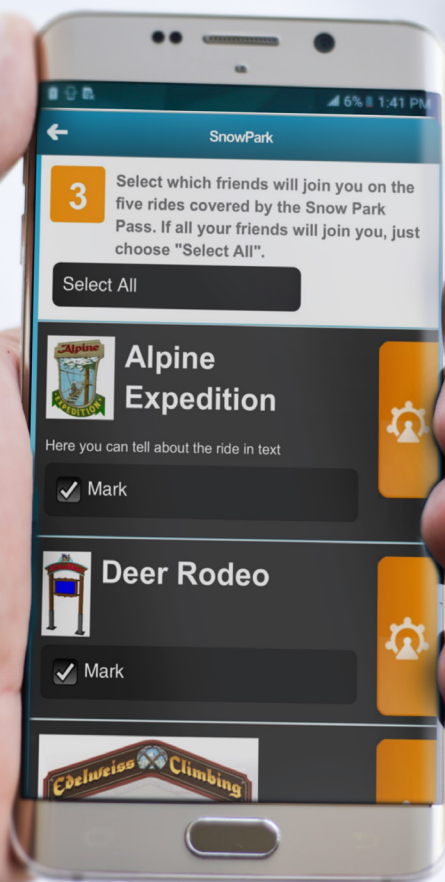 6% 1:41 PM
SnowPark
3
Select which friends will join you on the
five rides covered by the Snow Park
Pass. If all your friends will join you, just
choose "Select All".
Select All
Alpine
EXPEDITION
Alpine
Expedition
Here you can tell about the ride in text
Mark
Deer Rodeo
Mark
Edelweiss Climbing